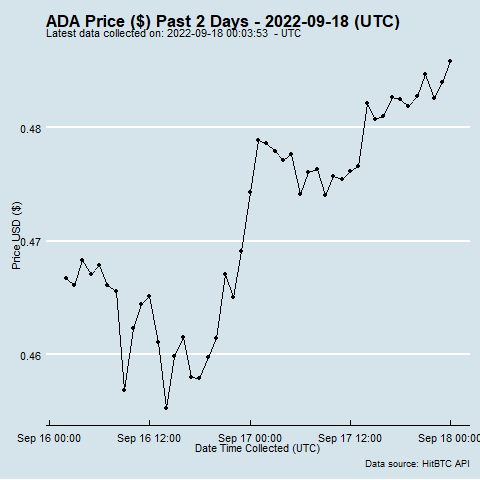 ADA Price ($) Past 2 Days - 2022-09-18 (UTC)
Latest data collected on: 2022-09-18 00:03:53  - UTC
0.48
0.47
0.46
Price USD ($)
Sep 16 00:00
Sep 16 12:00
Sep 17 00:00
Sep 17 12:00
Sep 18 00:00
Date Time Collected (UTC)
Data source: HitBTC API